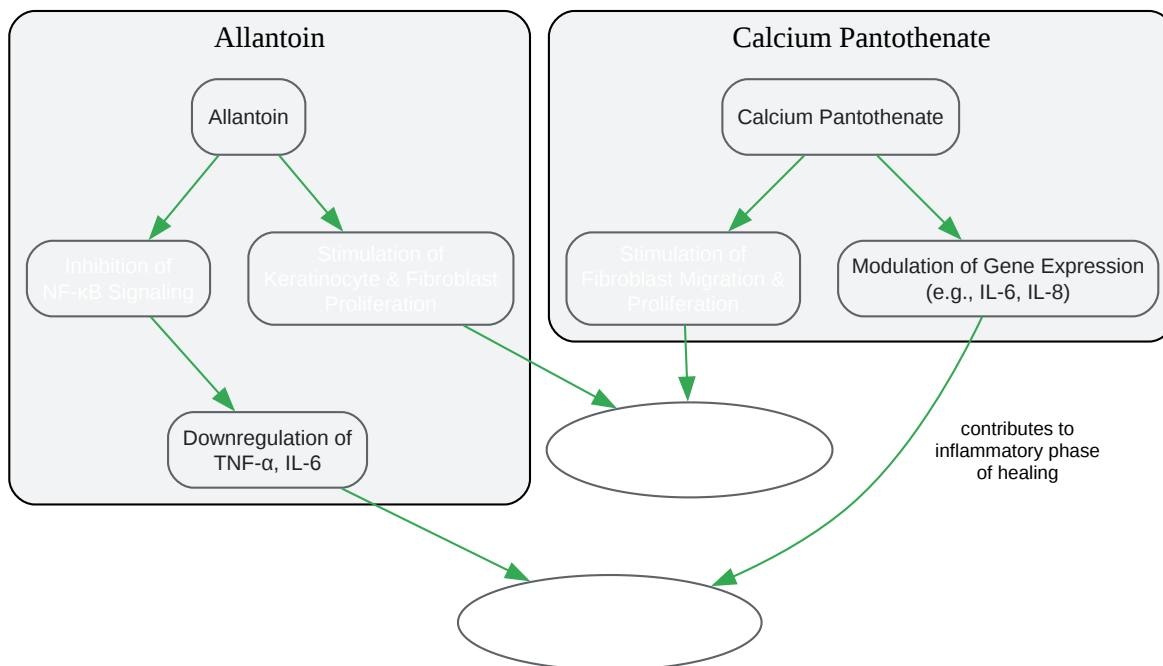 Allantoin
Calcium Pantothenate
Allantoin
Calcium Pantothenate
Inhibition of
NF-κB Signaling
Stimulation of
Keratinocyte & Fibroblast
Proliferation
Stimulation of
Fibroblast Migration &
Proliferation
Modulation of Gene Expression
(e.g., IL-6, IL-8)
Downregulation of
TNF-α, IL-6
contributes to
inflammatory phase
of healing